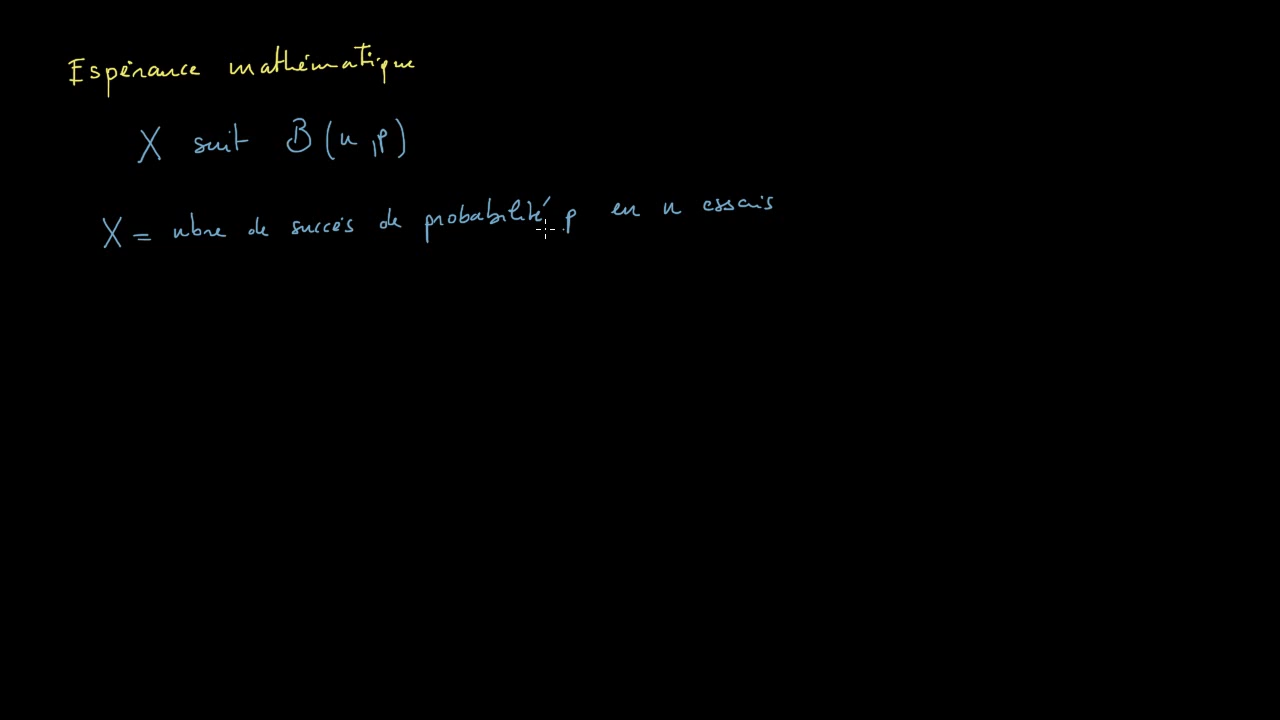 Espérance mathématique
X suit B(n,p)
X = nbre de succès de probabilité p en n essais